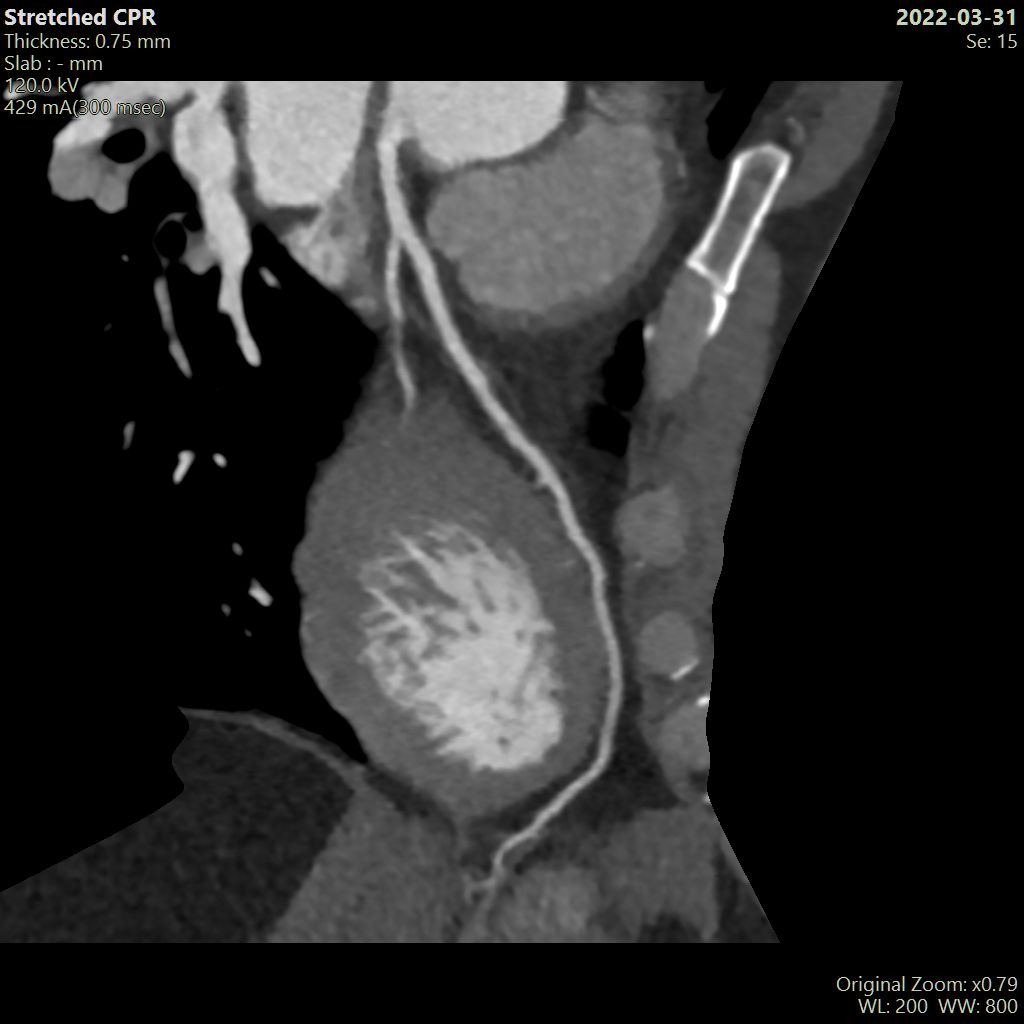 Stretched CPR
Thickness: 0.75 mm
Slab : - mm
120.0 kV
429 mA(300 msec)
2022-03-31
Se: 15
Original Zoom: x0.79
WL: 200 WW: 800